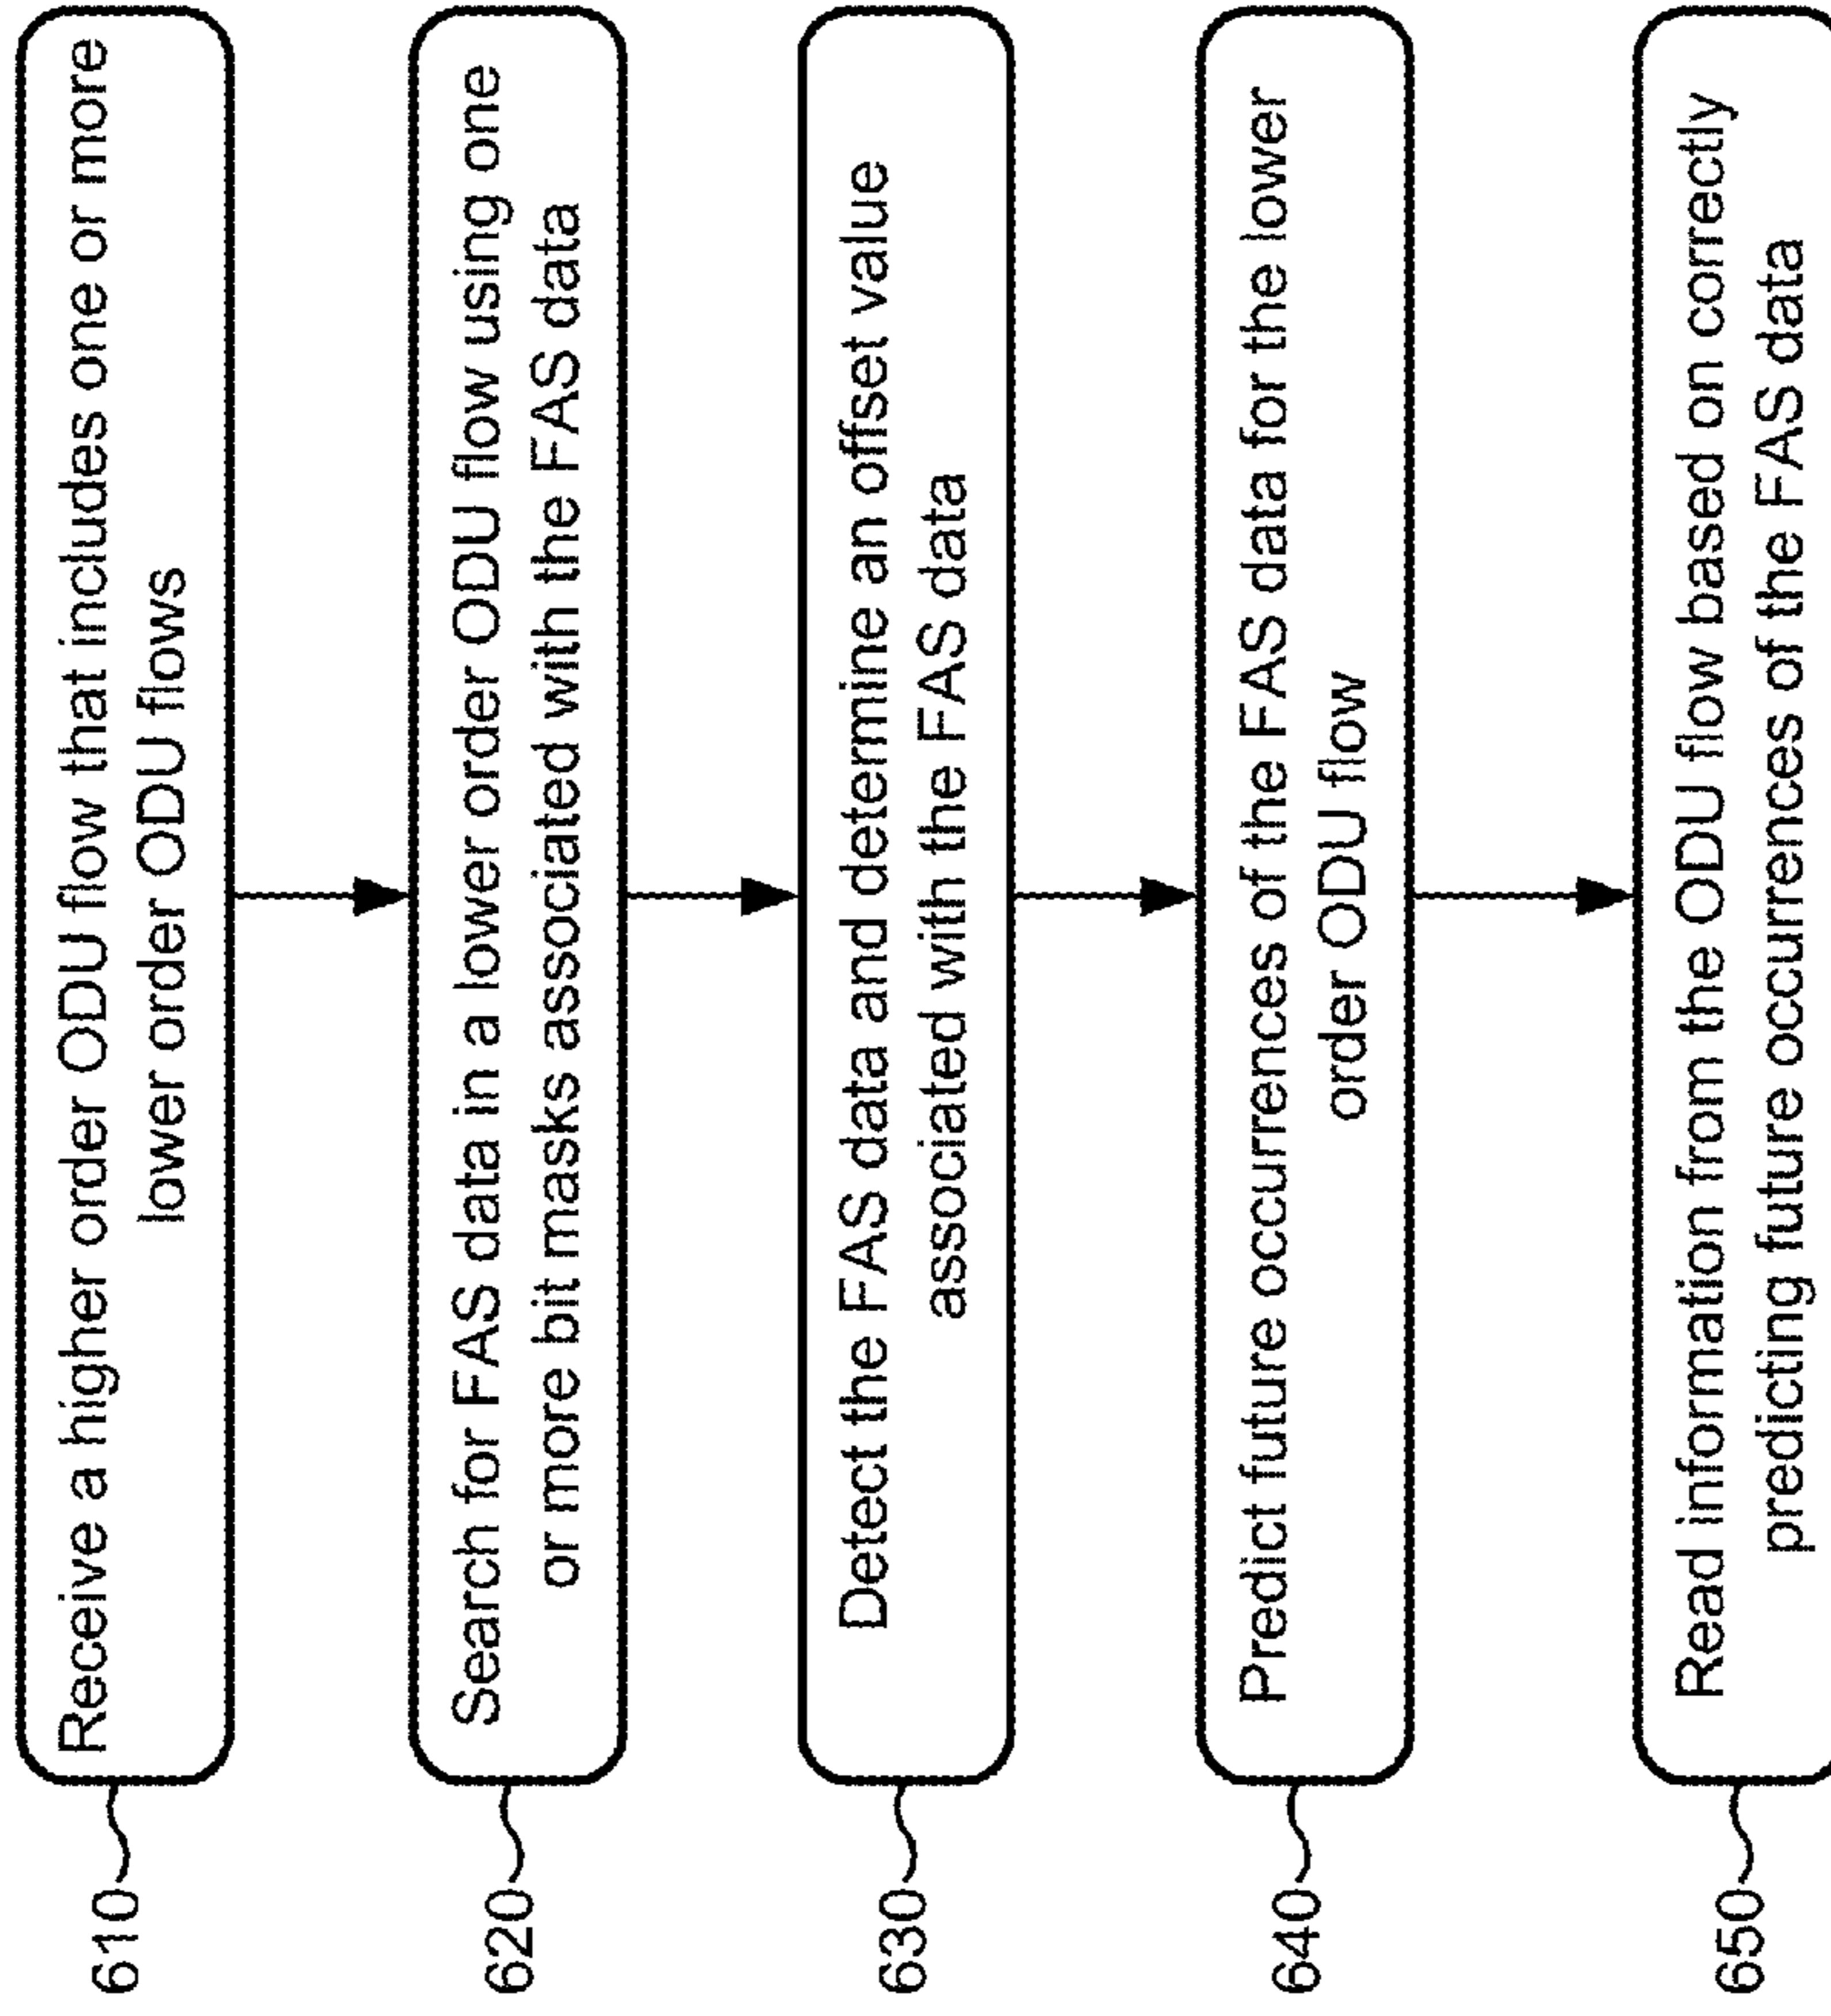 610
Receive a higher order ODU flow that includes one or more
lower order ODU flows
620
Search for FAS data in a lower order ODU flow using one
or more bit masks associated with the FAS data
630
Detect the FAS data and determine an offset value
associated with the FAS data
640
Predict future occurrences of the FAS data for the lower
order ODU flow
650
Read information from the ODU flow based on correctly
predicting future occurrences of the FAS data